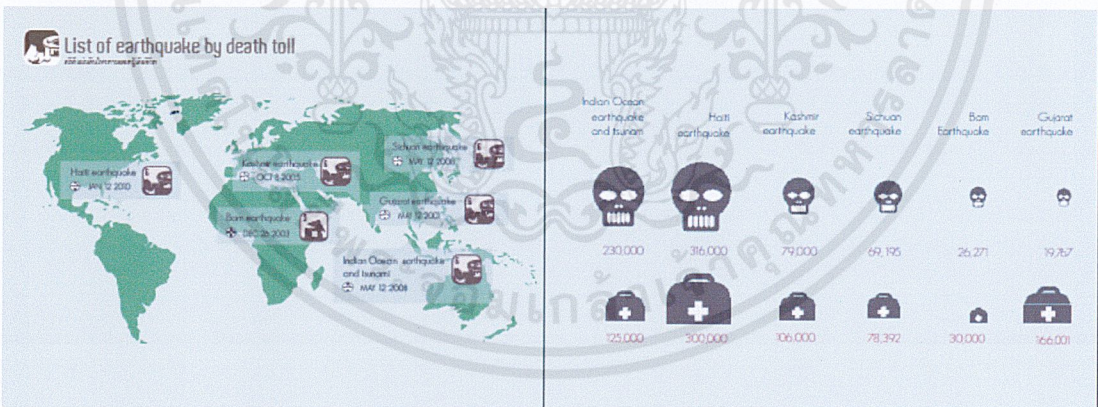 List of earthquake by death toll
Haiti earthquake
JAN 12 2010
Kashmir earthquake
OCT 8 2005
Sichuan earthquake
MAY 12 2008
Bam earthquake
DEC 26 2003
Gujarat earthquake
MAY 12 2001
Indian Ocean earthquake
and tsunami
MAY 12 2008
Indian Ocean
earthquake
and tsunam
Haiti
earthquake
Kashmir
earthquake
Sichuan
earthquake
Bam
Earthquake
Gujarat
earthquake
230,000
316,000
79,000
69,195
26,271
19,767
125,000
300,000
106,000
78,392
30,000
166,001